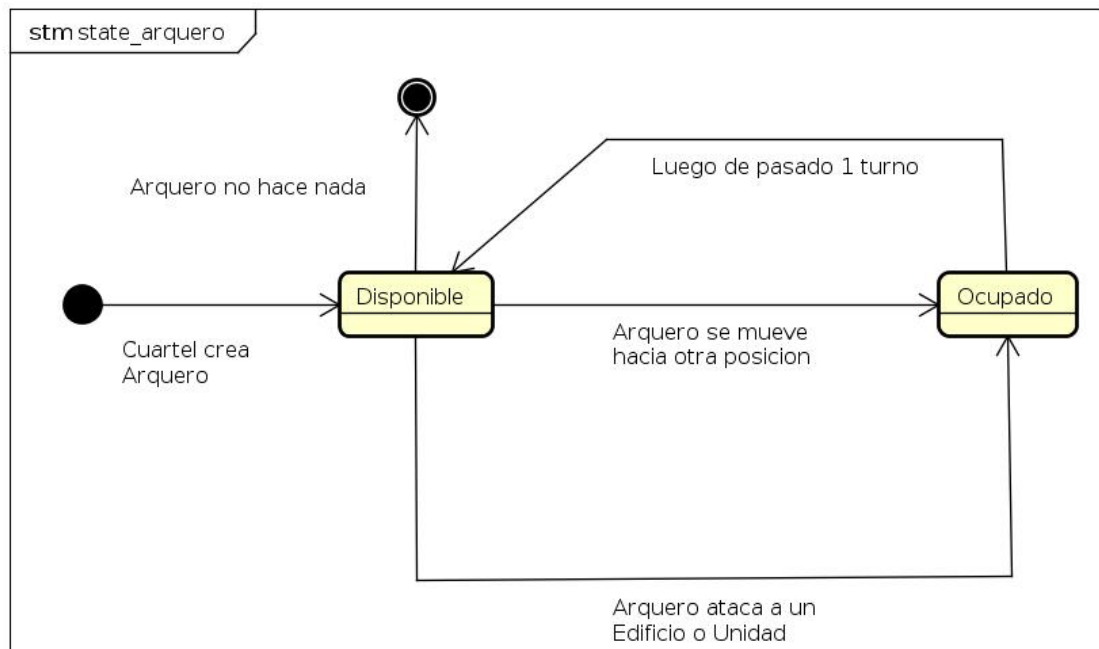 stm state_arquero
Arquero no hace nada
Luego de pasado 1 turno
Disponible
Ocupado
Cuartel crea
Arquero
Arquero se mueve
hacia otra posicion
Arquero ataca a un
Edificio o Unidad